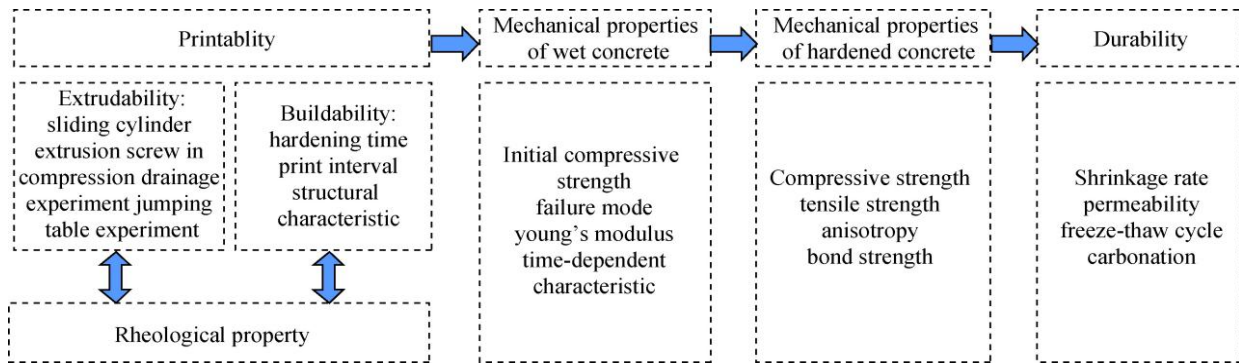 Printablity
Mechanical properties
of wet concrete
Mechanical properties
of hardened concrete
Durability
Extrudability:
sliding cylinder
extrusion screw in
compression drainage
experiment jumping
table experiment
Buildability:
hardening time
print interval
structural
characteristic
Initial compressive
strength
failure mode
young's modulus
time-dependent
characteristic
Compressive strength
tensile strength
anisotropy
bond strength
Shrinkage rate
permeability
freeze-thaw cycle
carbonation
Rheological property